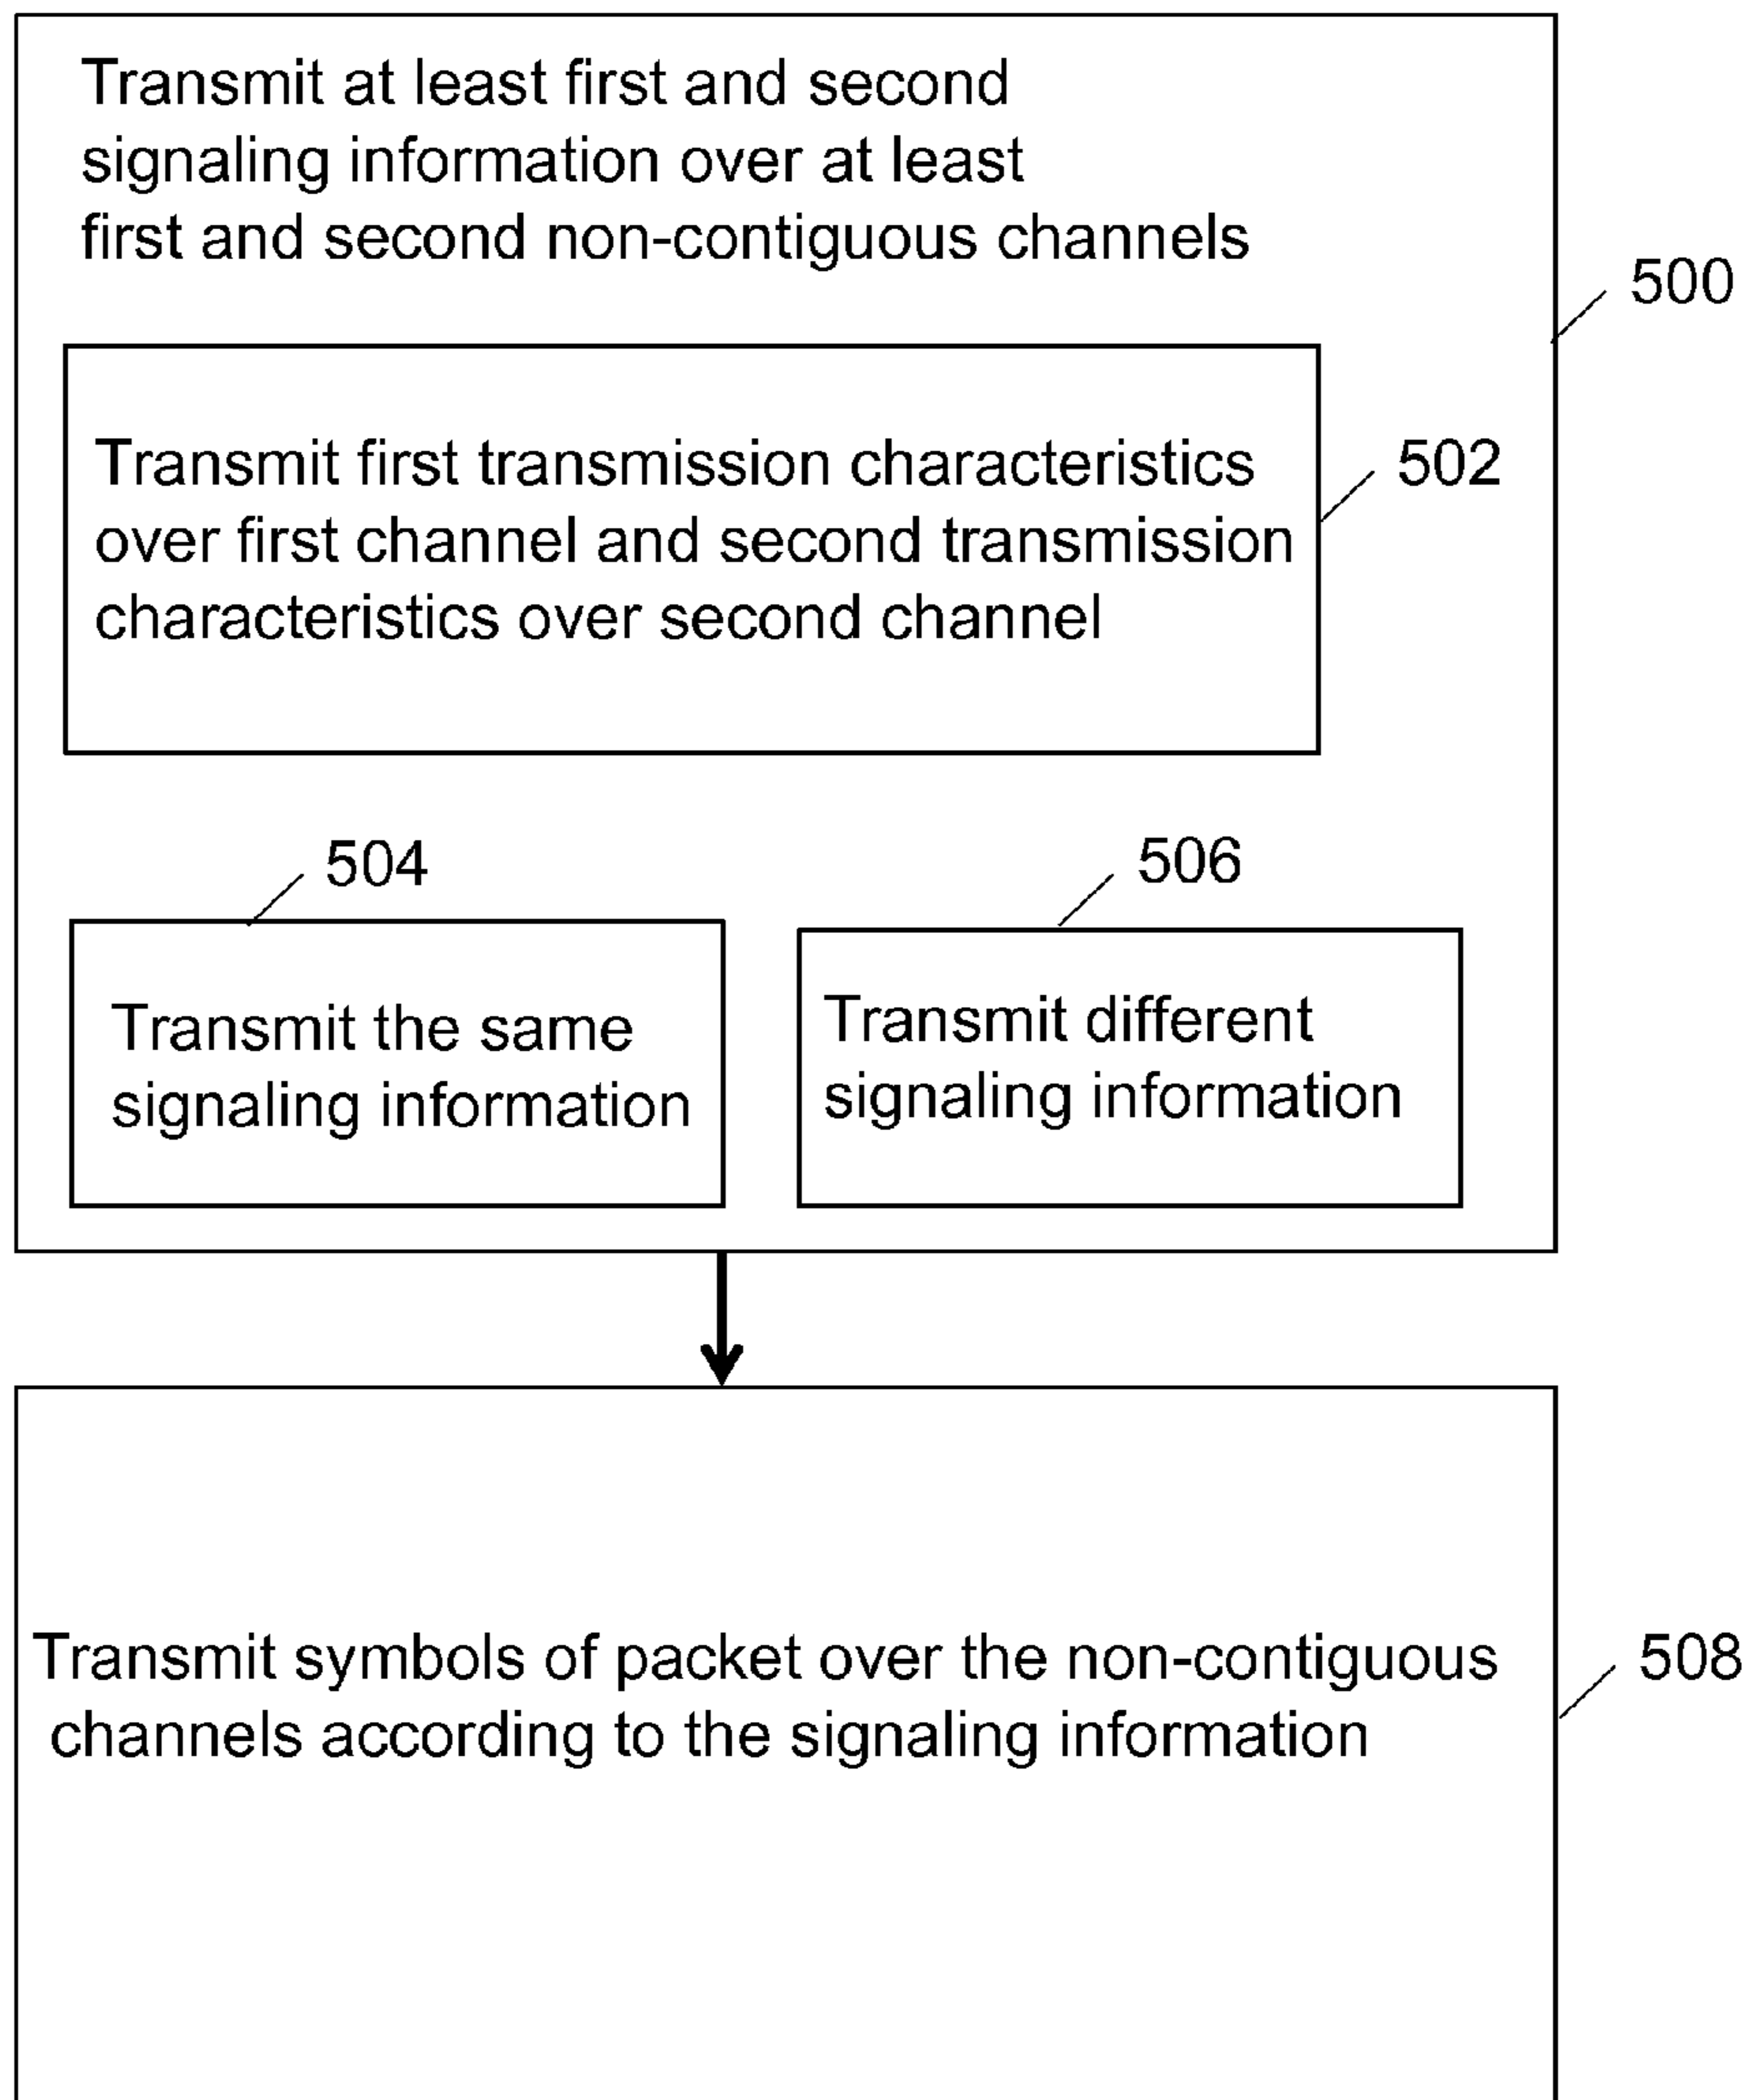 Transmit at least first and second
signaling information over at least
first and second non-contiguous channels
500
Transmit first transmission characteristics
over first channel and second transmission
characteristics over second channel
502
504
506
Transmit the same
signaling information
Transmit different
signaling information
Transmit symbols of packet over the non-contiguous
channels according to the signaling information
508